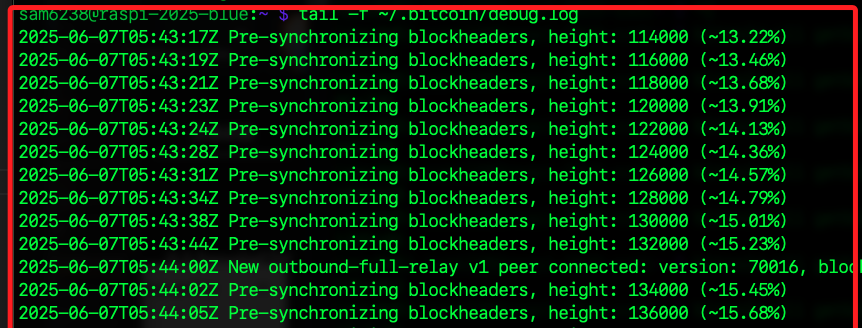 sam6238@raspi-2025-blue:~ $ tail -f ~/.bitcoin/debug.log
2025-06-07T05:43:17Z Pre-synchronizing blockheaders, height: 114000 (~13.22%)
2025-06-07T05:43:19Z Pre-synchronizing blockheaders, height: 116000 (~13.46%)
2025-06-07T05:43:21Z Pre-synchronizing blockheaders, height: 118000 (~13.68%)
2025-06-07T05:43:23Z Pre-synchronizing blockheaders, height: 120000 (~13.91%)
2025-06-07T05:43:24Z Pre-synchronizing blockheaders, height: 122000 (~14.13%)
2025-06-07T05:43:28Z Pre-synchronizing blockheaders, height: 124000 (~14.36%)
2025-06-07T05:43:31Z Pre-synchronizing blockheaders, height: 126000 (~14.57%)
2025-06-07T05:43:34Z Pre-synchronizing blockheaders, height: 128000 (~14.79%)
2025-06-07T05:43:38Z Pre-synchronizing blockheaders, height: 130000 (~15.01%)
2025-06-07T05:43:44Z Pre-synchronizing blockheaders, height: 132000 (~15.23%)
2025-06-07T05:44:00Z New outbound-full-relay v1 peer connected: version: 70016, bloc
2025-06-07T05:44:02Z Pre-synchronizing blockheaders, height: 134000 (~15.45%)
2025-06-07T05:44:05Z Pre-synchronizing blockheaders, height: 136000 (~15.68%)